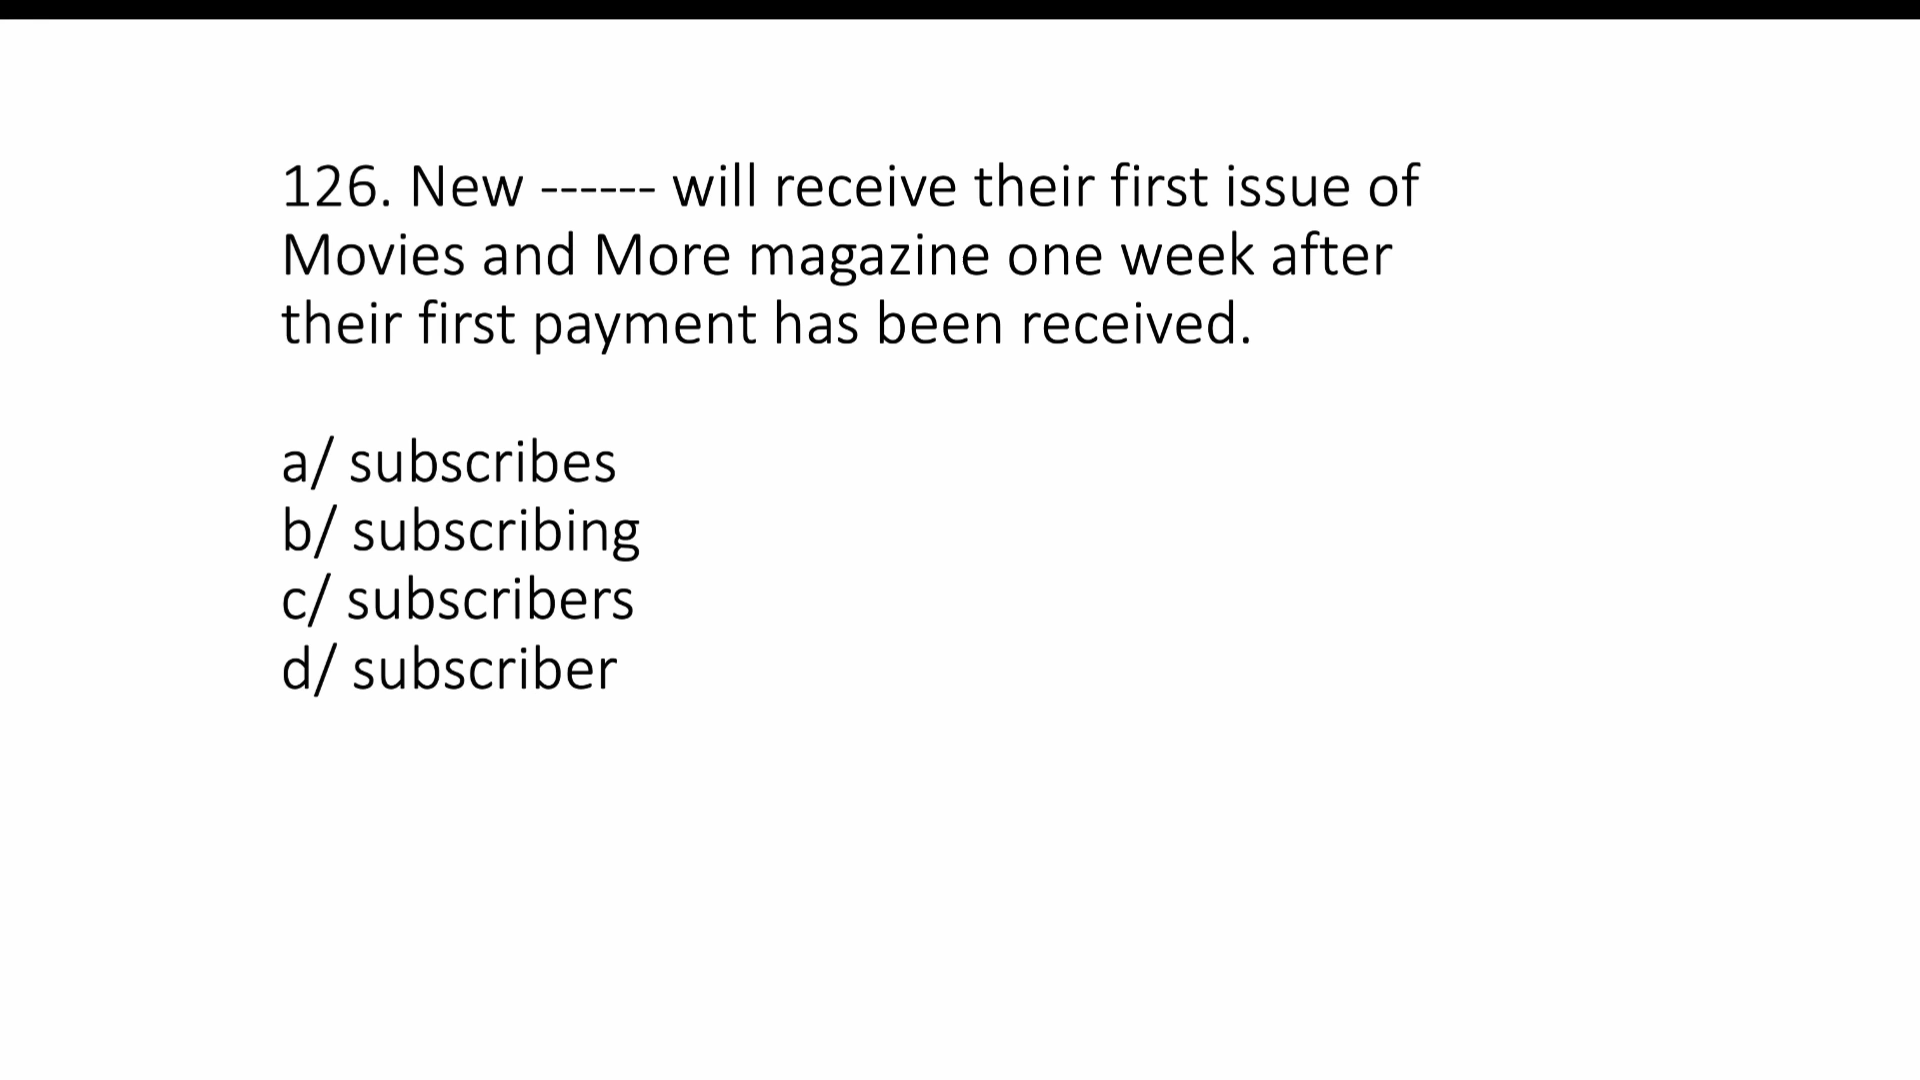 126. New ------ will receive their first issue of
Movies and More magazine one week after
their first payment has been received.
a/ subscribes
b/ subscribing
c/ subscribers
d/ subscriber